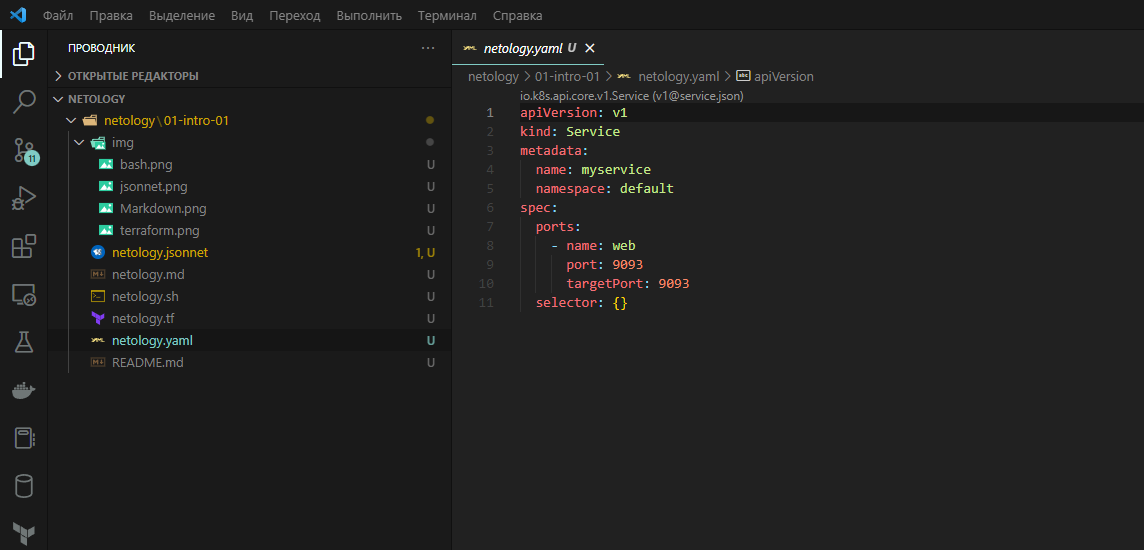 Файл Правка Выделение Вид Переход Выполнить Терминал Справка
ПРОВОДНИК
ОТКРЫТЫЕ РЕДАКТОРЫ
NETOLOGY
netology\01-intro-01
img
bash.png U
jsonnet.png U
Markdown.png U
terraform.png U
netology.jsonnet 1, U
netology.md U
netology.sh U
netology.tf U
netology.yaml U
README.md U
11
netology.yaml U
netology > 01-intro-01 > netology.yaml > abc apiVersion
io.k8s.api.core.v1.Service (v1@service.json)
1 apiVersion: v1
2 kind: Service
3 metadata:
4 name: myservice
5 namespace: default
6 spec:
7 ports:
8 - name: web
9 port: 9093
10 targetPort: 9093
11 selector: {}